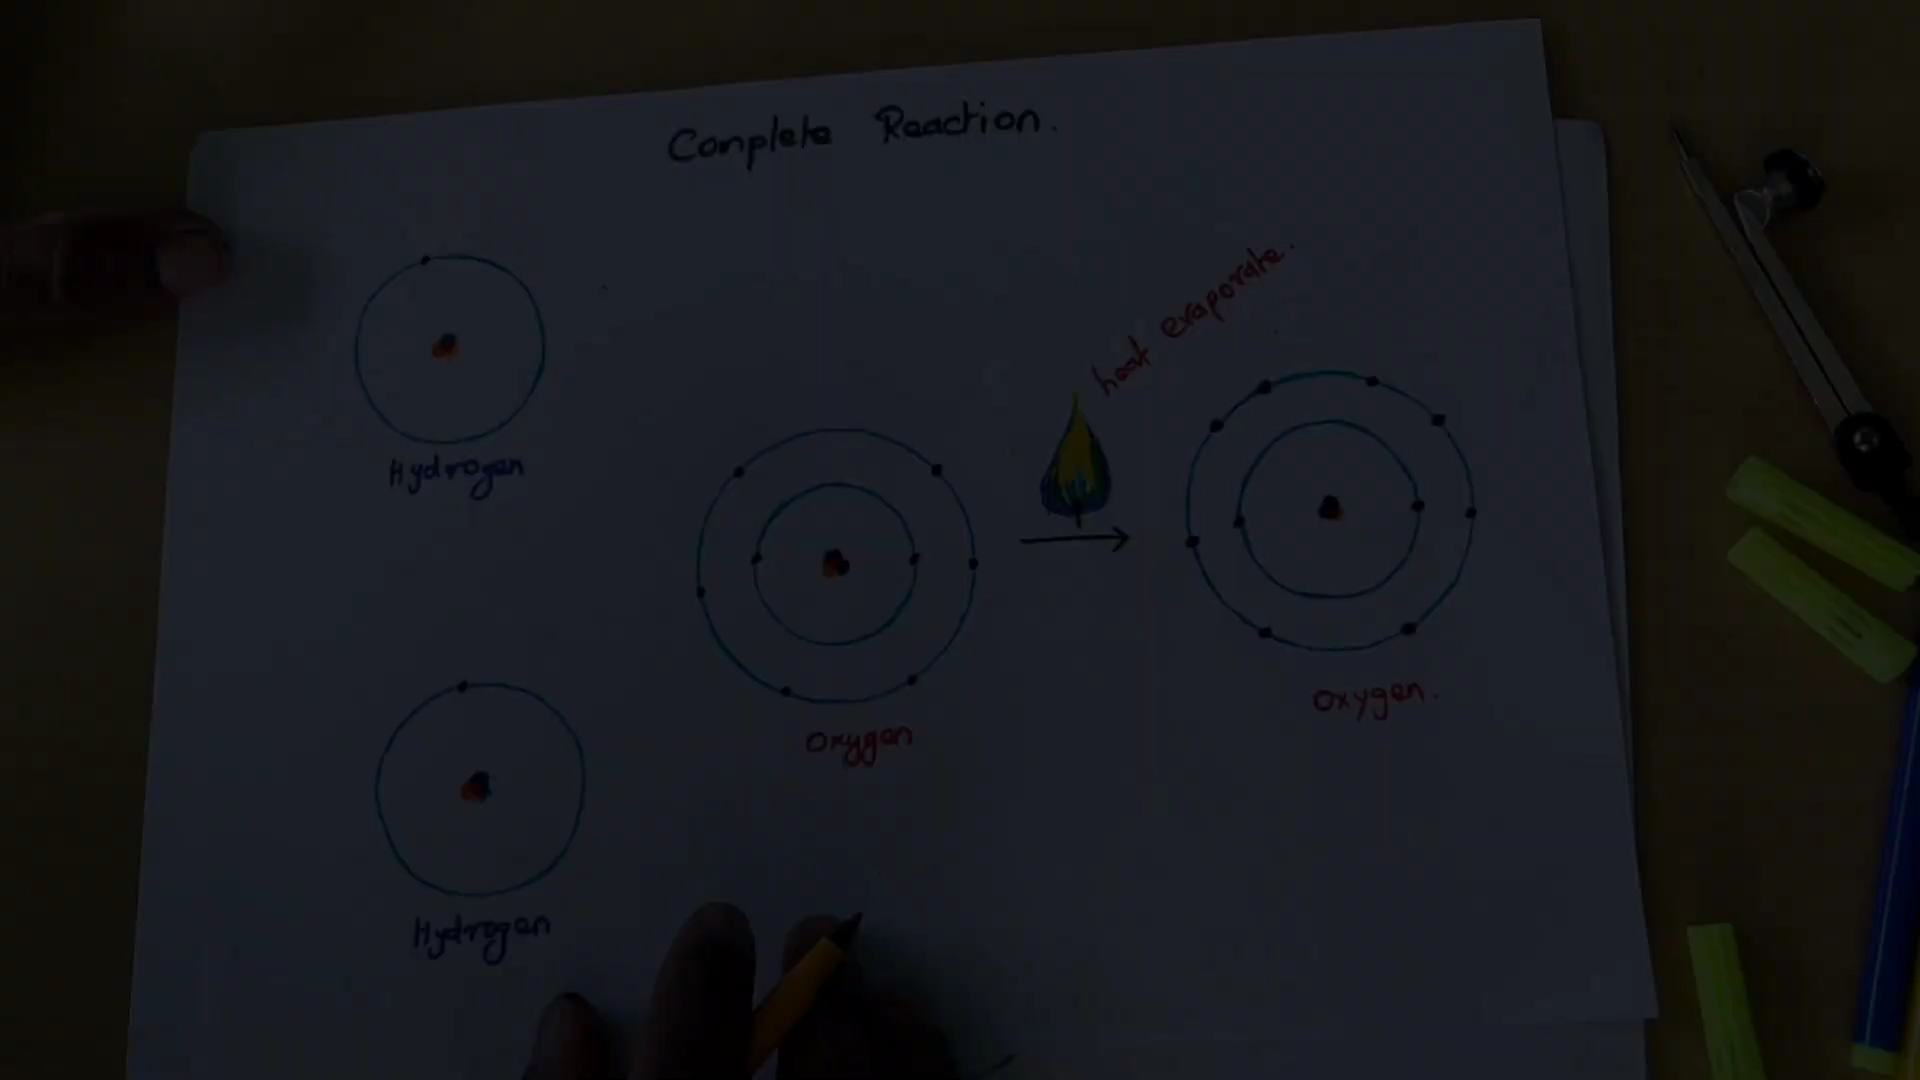 Complete Reaction.
heat evaporate.
Hydrogen
Oxygen
Oxygen.
Hydrogen